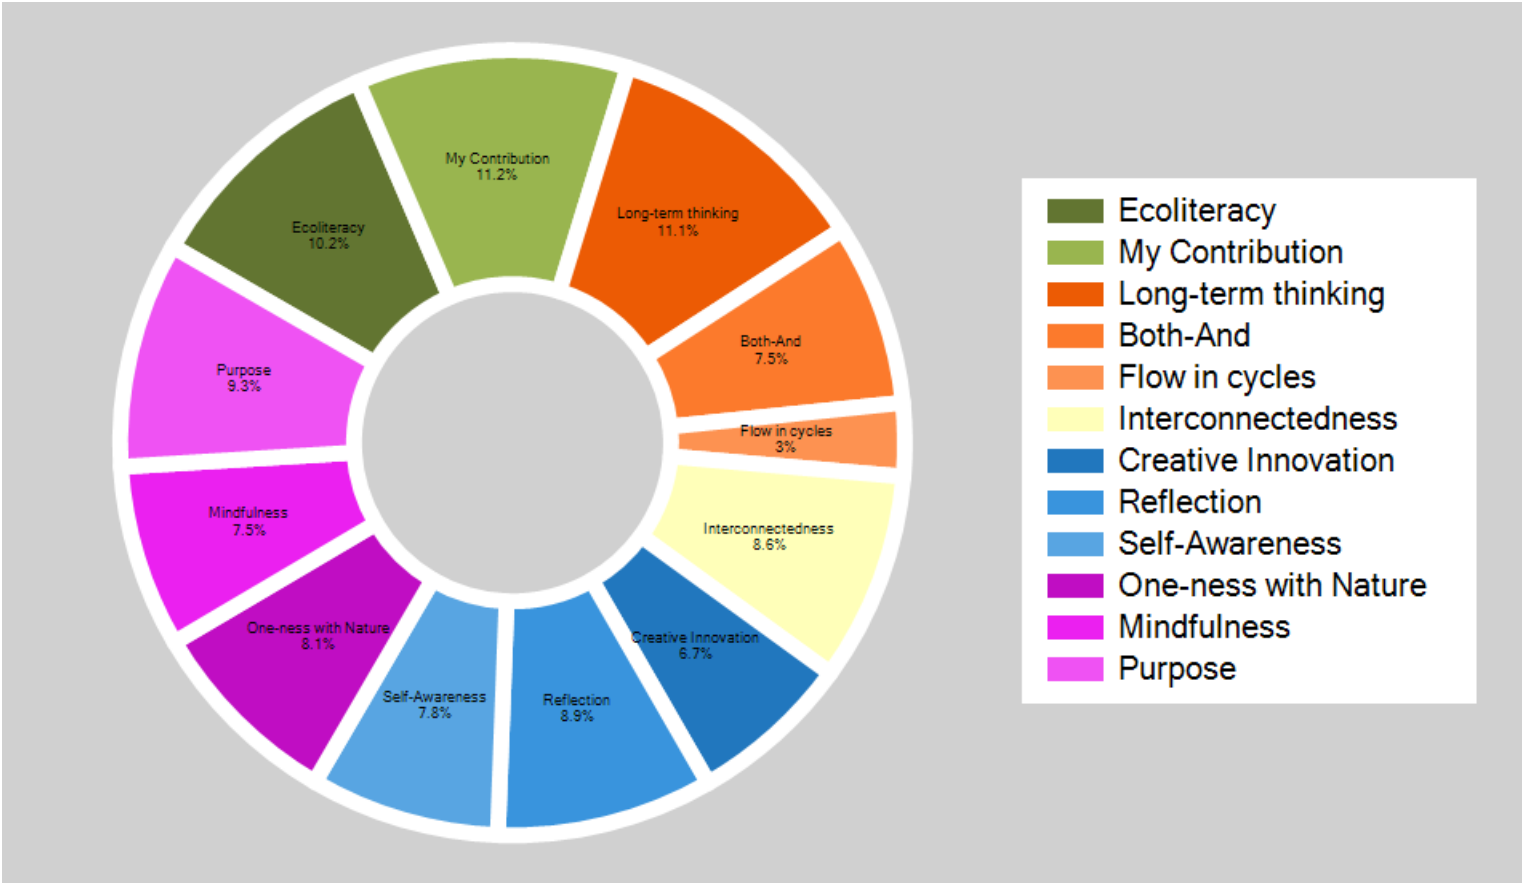 My Contribution
11.2%
Long-term thinking
11.1%
Ecoliteracy
10.2%
Both-And
7.5%
Purpose
9.3%
Flow in cycles
3%
Mindfulness
7.5%
Interconnectedness
8.6%
One-ness with Nature
8.1%
Creative Innovation
6.7%
Self-Awareness
7.8%
Reflection
8.9%
Ecoliteracy
My Contribution
Long-term thinking
Both-And
Flow in cycles
Interconnectedness
Creative Innovation
Reflection
Self-Awareness
One-ness with Nature
Mindfulness
Purpose